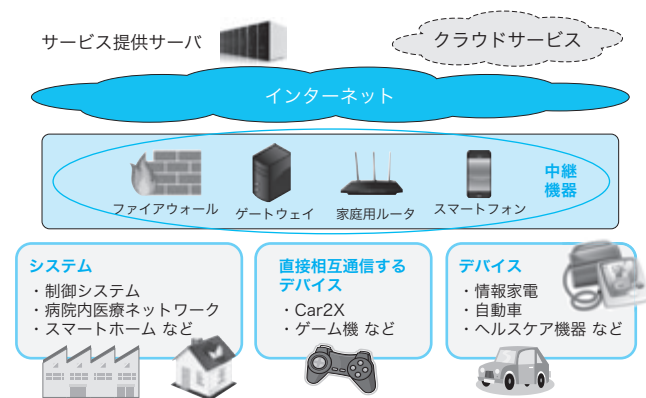 サービス提供サーバ
クラウドサービス
インターネット
中継
機器
ファイアウォール
ゲートウェイ
家庭用ルータ
スマートフォン
システム
・制御システム
・病院内医療ネットワーク
・スマートホーム など
直接相互通信する
デバイス
・Car2X
・ゲーム機 など
デバイス
・情報家電
・自動車
・ヘルスケア機器 など